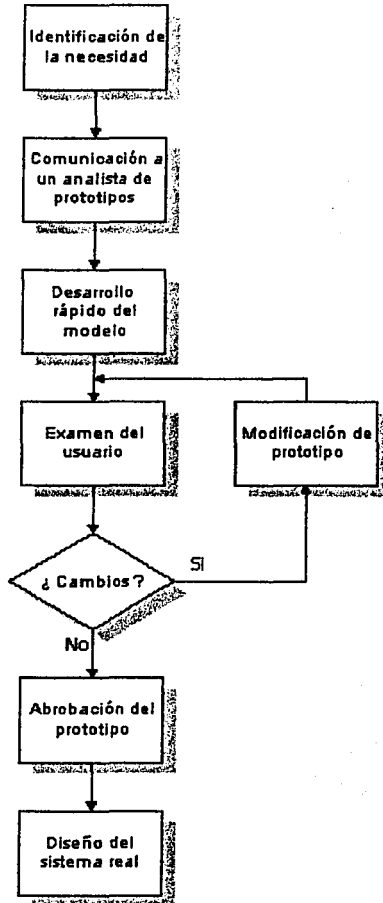 Identificación de
la necesidad
Comunicación a
un analista de
prototipos
Desarrollo
rápido del
modelo
Examen del
usuario
Modificación de
prototipo
¿ Cambios ?
Si
No
Abrobación del
prototipo
Diseño del
sistema real